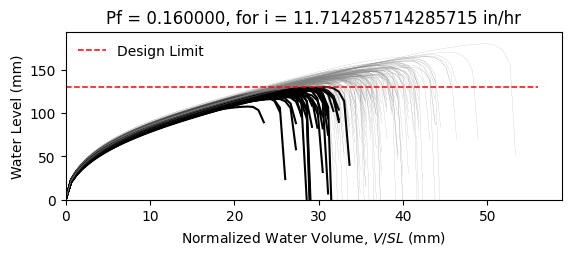 Pf = 0.160000, for i = 11.714285714285715 in/hr
Design Limit
Water Level (mm)
150
100
50
0
0 10 20 30 40 50
Normalized Water Volume, V/SL (mm)